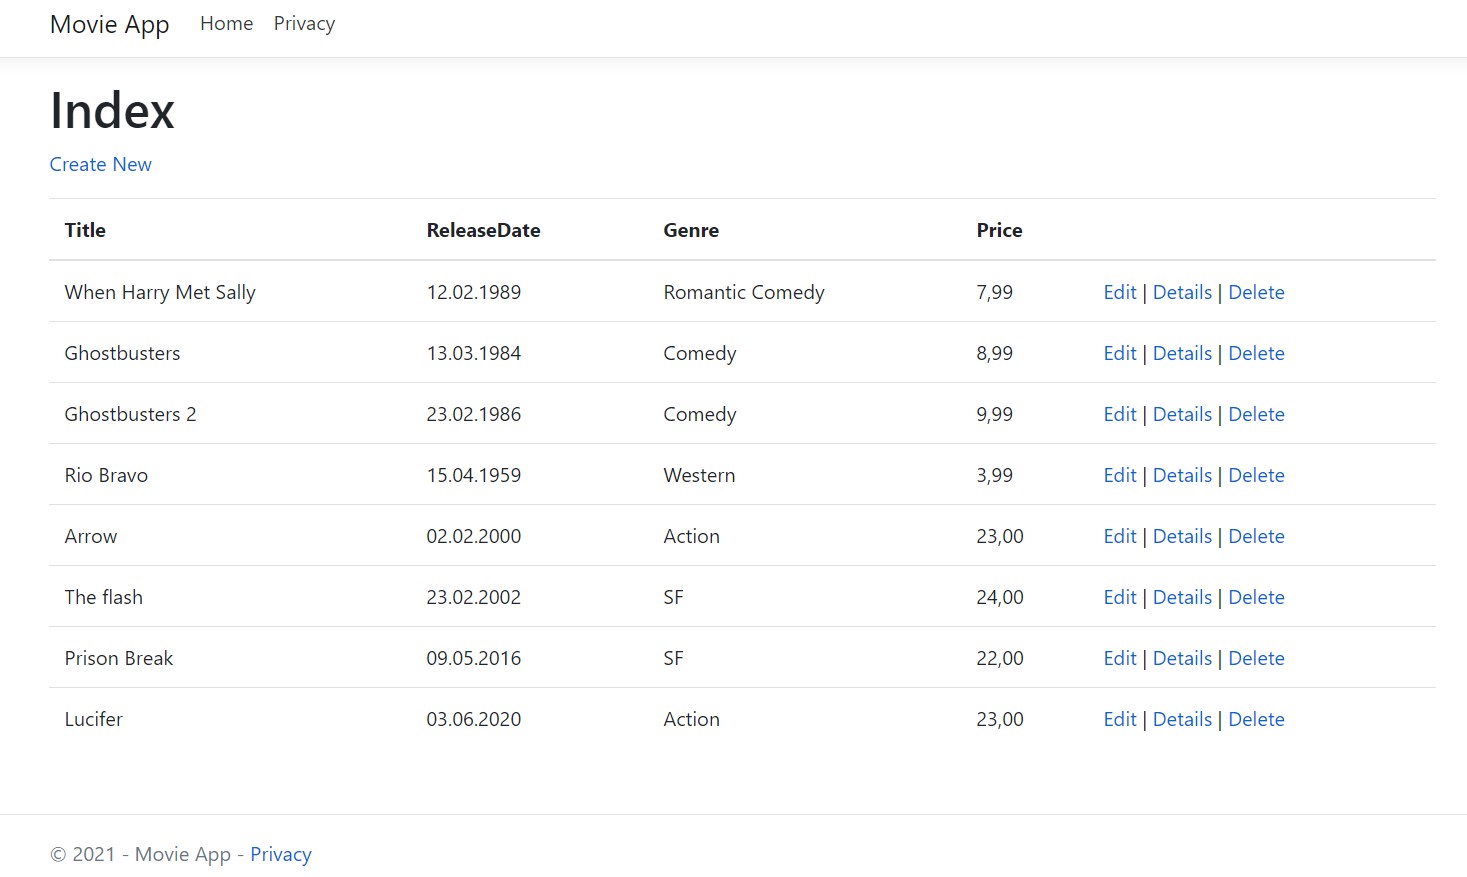 Movie App Home Privacy
Index
Create New
Title ReleaseDate Genre Price
When Harry Met Sally 12.02.1989 Romantic Comedy 7,99 Edit | Details | Delete
Ghostbusters 13.03.1984 Comedy 8,99 Edit | Details | Delete
Ghostbusters 2 23.02.1986 Comedy 9,99 Edit | Details | Delete
Rio Bravo 15.04.1959 Western 3,99 Edit | Details | Delete
Arrow 02.02.2000 Action 23,00 Edit | Details | Delete
The flash 23.02.2002 SF 24,00 Edit | Details | Delete
Prison Break 09.05.2016 SF 22,00 Edit | Details | Delete
Lucifer 03.06.2020 Action 23,00 Edit | Details | Delete
© 2021 - Movie App - Privacy